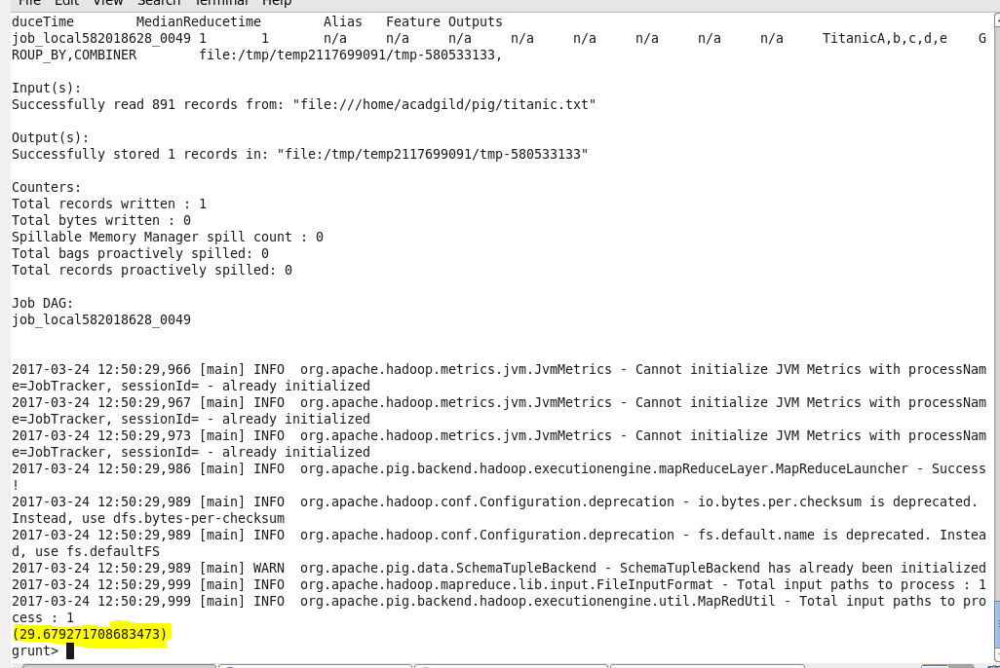 File Edit View Search Terminal Help
duceTime MedianReducetime Alias Feature Outputs
job_local582018628_0049 1 1 n/a n/a n/a n/a n/a n/a n/a n/a TitanicA,b,c,d,e G
ROUP_BY,COMBINER file:/tmp/temp2117699091/tmp-580533133,
Input(s):
Successfully read 891 records from: "file:///home/acadgild/pig/titanic.txt"
Output(s):
Successfully stored 1 records in: "file:/tmp/temp2117699091/tmp-580533133"
Counters:
Total records written : 1
Total bytes written : 0
Spillable Memory Manager spill count : 0
Total bags proactively spilled: 0
Total records proactively spilled: 0
Job DAG:
job_local582018628_0049
2017-03-24 12:50:29,966 [main] INFO org.apache.hadoop.metrics.jvm.JvmMetrics - Cannot initialize JVM Metrics with processNam
e=JobTracker, sessionId= - already initialized
2017-03-24 12:50:29,967 [main] INFO org.apache.hadoop.metrics.jvm.JvmMetrics - Cannot initialize JVM Metrics with processNam
e=JobTracker, sessionId= - already initialized
2017-03-24 12:50:29,973 [main] INFO org.apache.hadoop.metrics.jvm.JvmMetrics - Cannot initialize JVM Metrics with processNam
e=JobTracker, sessionId= - already initialized
2017-03-24 12:50:29,986 [main] INFO org.apache.pig.backend.hadoop.executionengine.mapReduceLayer.MapReduceLauncher - Success
!
2017-03-24 12:50:29,989 [main] INFO org.apache.hadoop.conf.Configuration.deprecation - io.bytes.per.checksum is deprecated.
Instead, use dfs.bytes-per-checksum
2017-03-24 12:50:29,989 [main] INFO org.apache.hadoop.conf.Configuration.deprecation - fs.default.name is deprecated. Instea
d, use fs.defaultFS
2017-03-24 12:50:29,989 [main] WARN org.apache.pig.data.SchemaTupleBackend - SchemaTupleBackend has already been initialized
2017-03-24 12:50:29,999 [main] INFO org.apache.hadoop.mapreduce.lib.input.FileInputFormat - Total input paths to process : 1
2017-03-24 12:50:29,999 [main] INFO org.apache.pig.backend.hadoop.executionengine.util.MapRedUtil - Total input paths to pro
cess : 1
(29.679271708683473)
grunt>